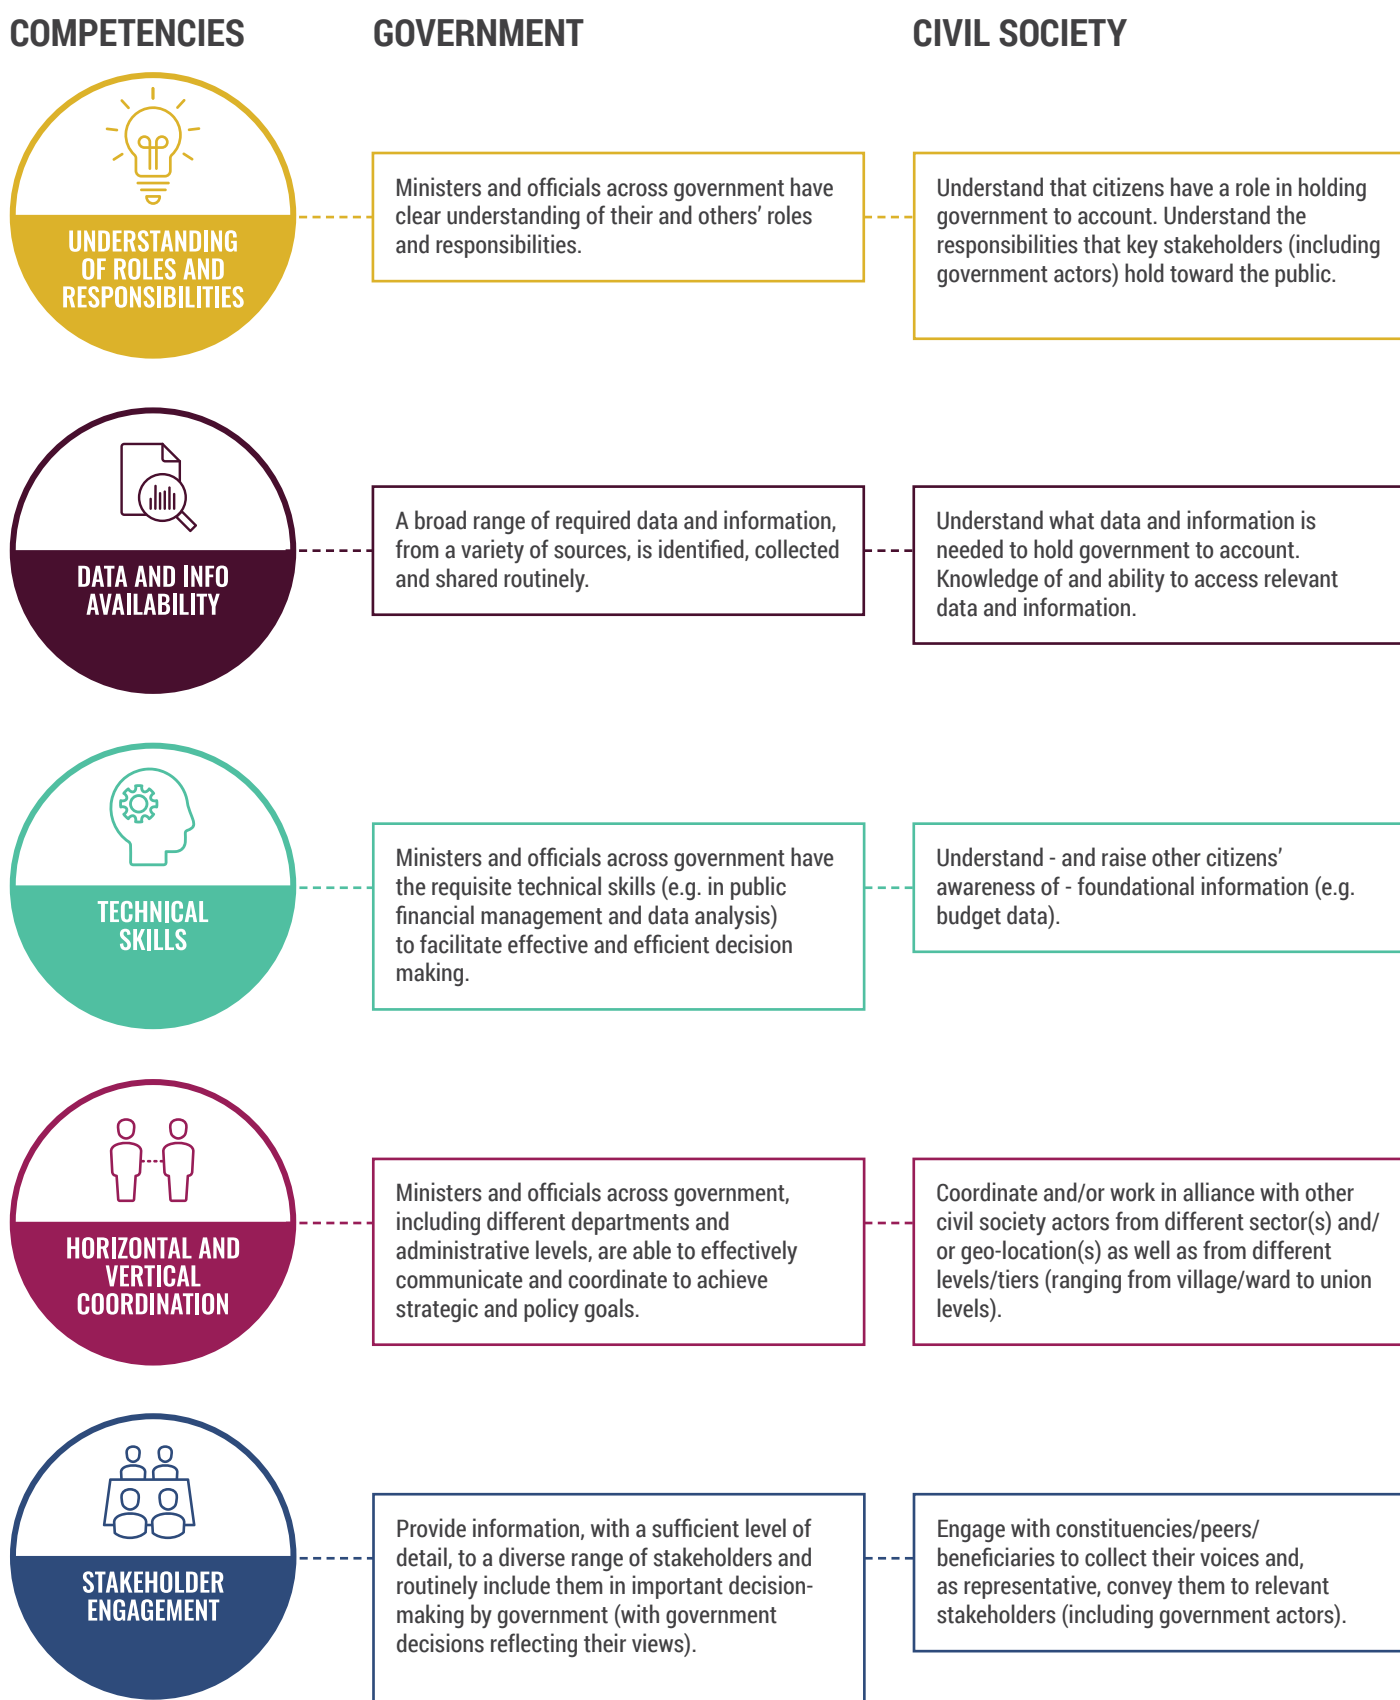 COMPETENCIES
GOVERNMENT
CIVIL SOCIETY
UNDERSTANDING
OF ROLES AND
RESPONSIBILITIES
Ministers and officials across government have
clear understanding of their and others’ roles
and responsibilities.
Understand that citizens have a role in holding
government to account. Understand the
responsibilities that key stakeholders (including
government actors) hold toward the public.
DATA AND INFO
AVAILABILITY
A broad range of required data and information,
from a variety of sources, is identified, collected
and shared routinely.
Understand what data and information is
needed to hold government to account.
Knowledge of and ability to access relevant
data and information.
TECHNICAL
SKILLS
Ministers and officials across government have
the requisite technical skills (e.g. in public
financial management and data analysis)
to facilitate effective and efficient decision
making.
Understand - and raise other citizens’
awareness of - foundational information (e.g.
budget data).
HORIZONTAL AND
VERTICAL
COORDINATION
Ministers and officials across government,
including different departments and
administrative levels, are able to effectively
communicate and coordinate to achieve
strategic and policy goals.
Coordinate and/or work in alliance with other
civil society actors from different sector(s) and/
or geo-location(s) as well as from different
levels/tiers (ranging from village/ward to union
levels).
STAKEHOLDER
ENGAGEMENT
Provide information, with a sufficient level of
detail, to a diverse range of stakeholders and
routinely include them in important decision-
making by government (with government
decisions reflecting their views).
Engage with constituencies/peers/
beneficiaries to collect their voices and,
as representative, convey them to relevant
stakeholders (including government actors).